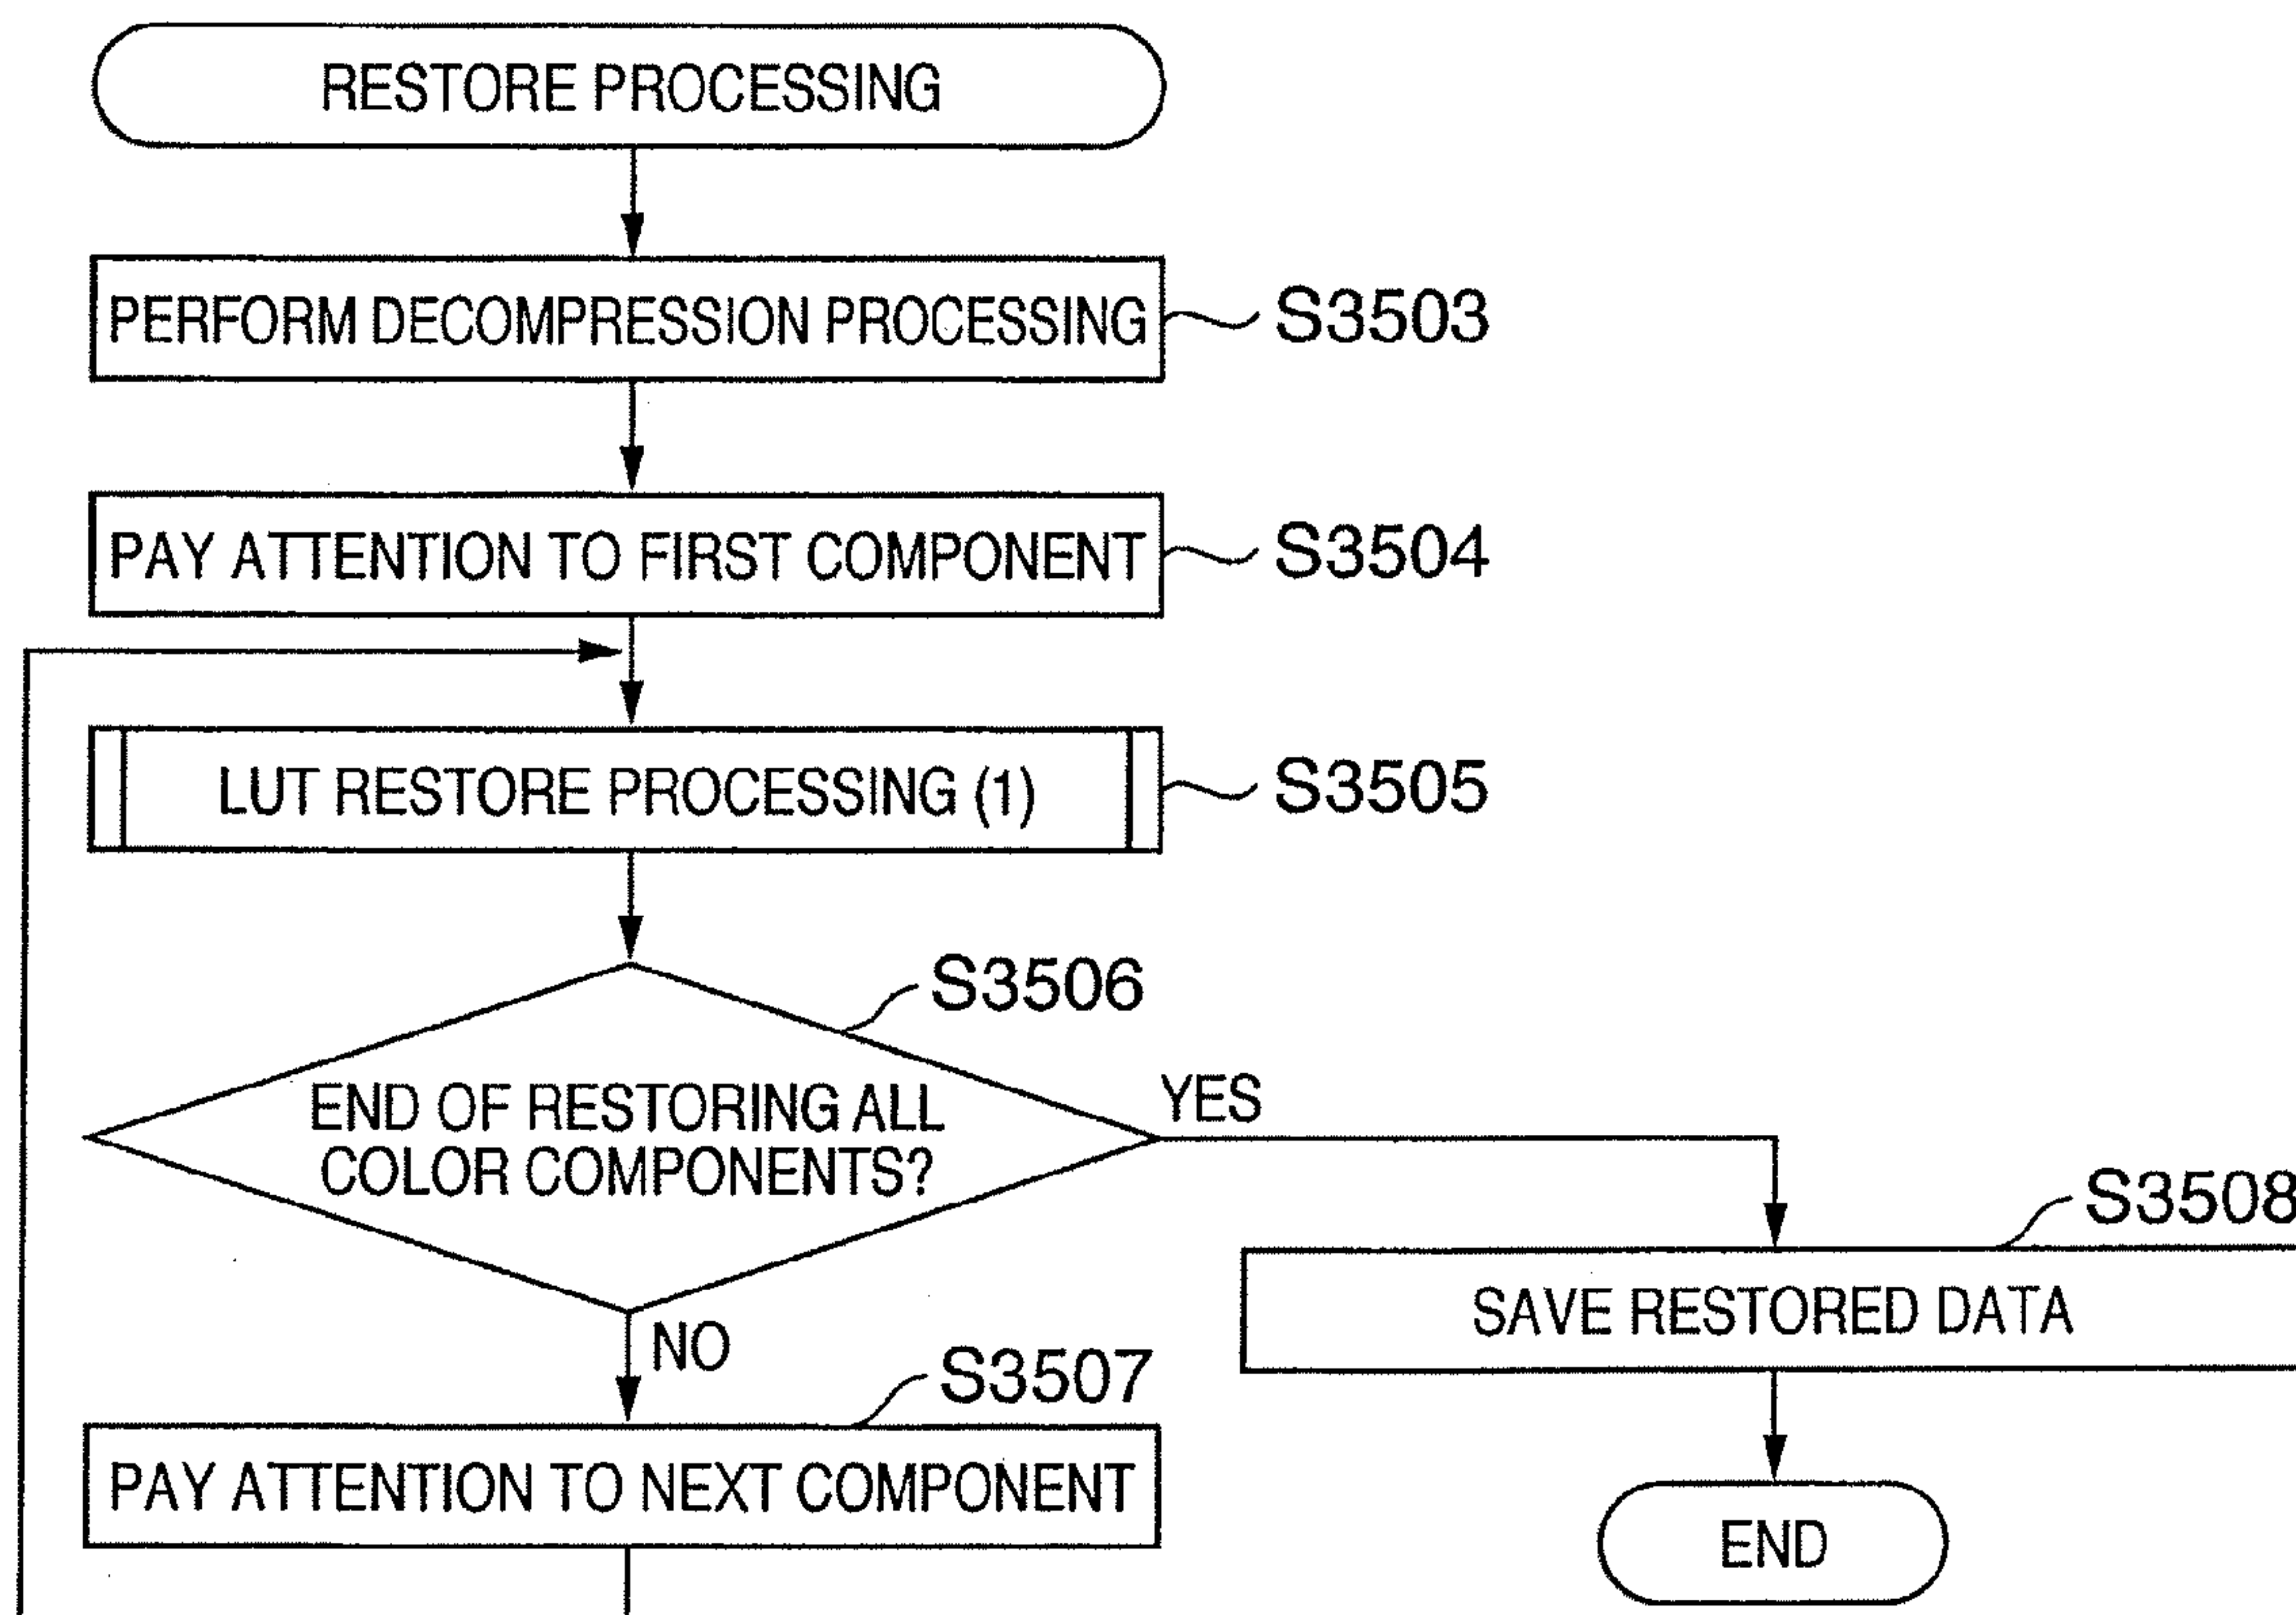 RESTORE PROCESSING
PERFORM DECOMPRESSION PROCESSING
S3503
PAY ATTENTION TO FIRST COMPONENT
S3504
LUT RESTORE PROCESSING (1)
S3505
S3506
END OF RESTORING ALL
COLOR COMPONENTS?
YES
NO
S3508
SAVE RESTORED DATA
S3507
PAY ATTENTION TO NEXT COMPONENT
END